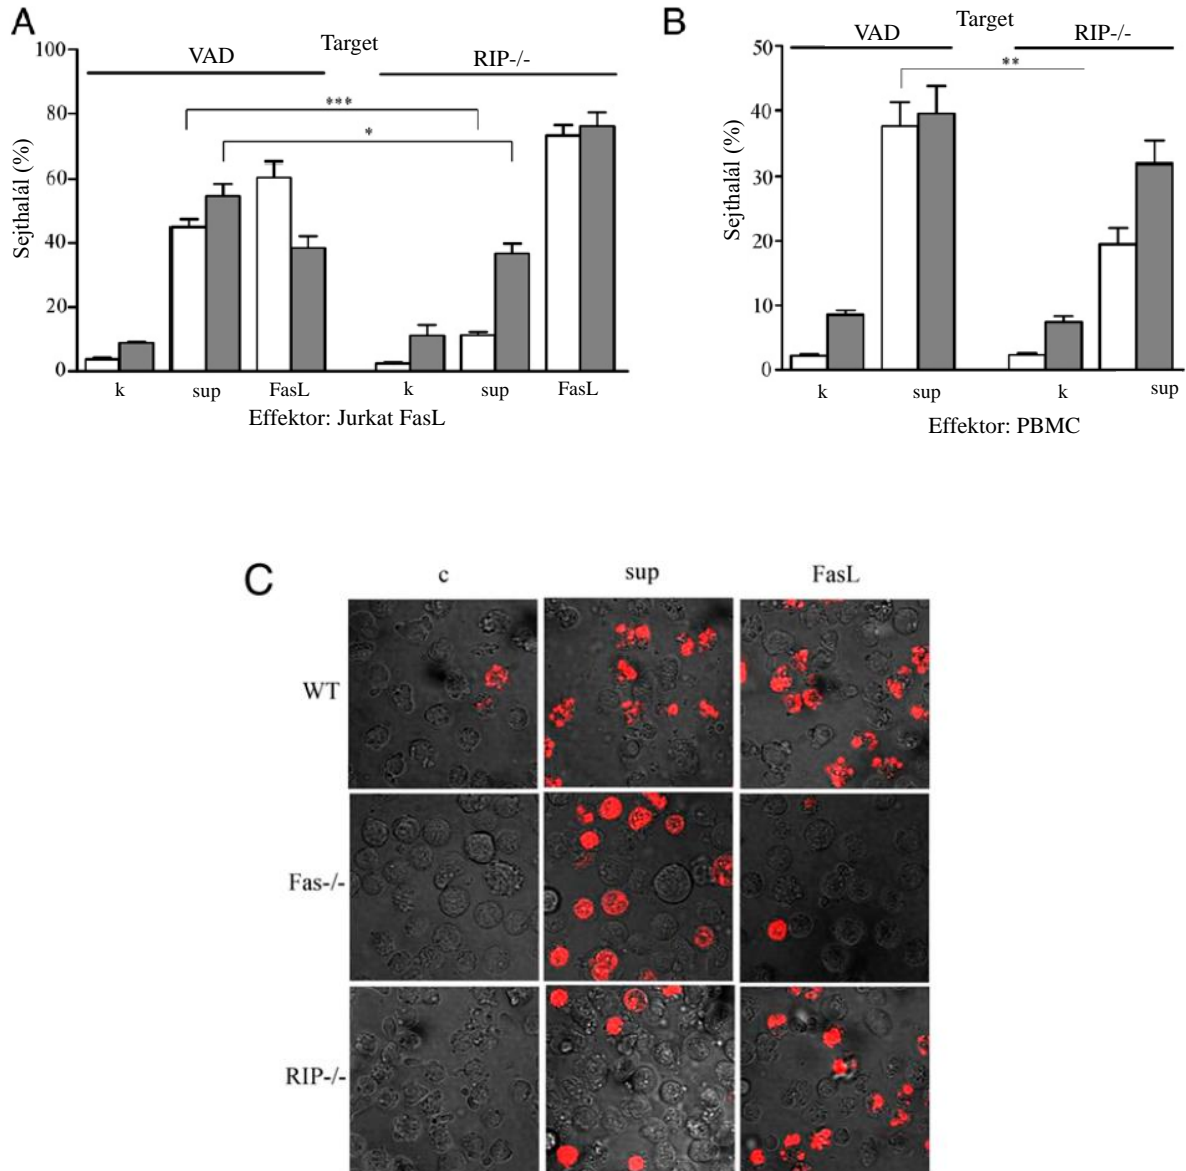 A
Target
VAD
RIP-/-
Sejthalál (%)
100
80
60
40
20
0
***
*
k
sup
FasL
k
sup
FasL
Effektor: Jurkat FasL
B
Target
VAD
RIP-/-
Sejthalál (%)
50
40
30
20
10
0
**
k
sup
k
sup
Effektor: PBMC
C
c
sup
FasL
WT
Fas-/-
RIP-/-